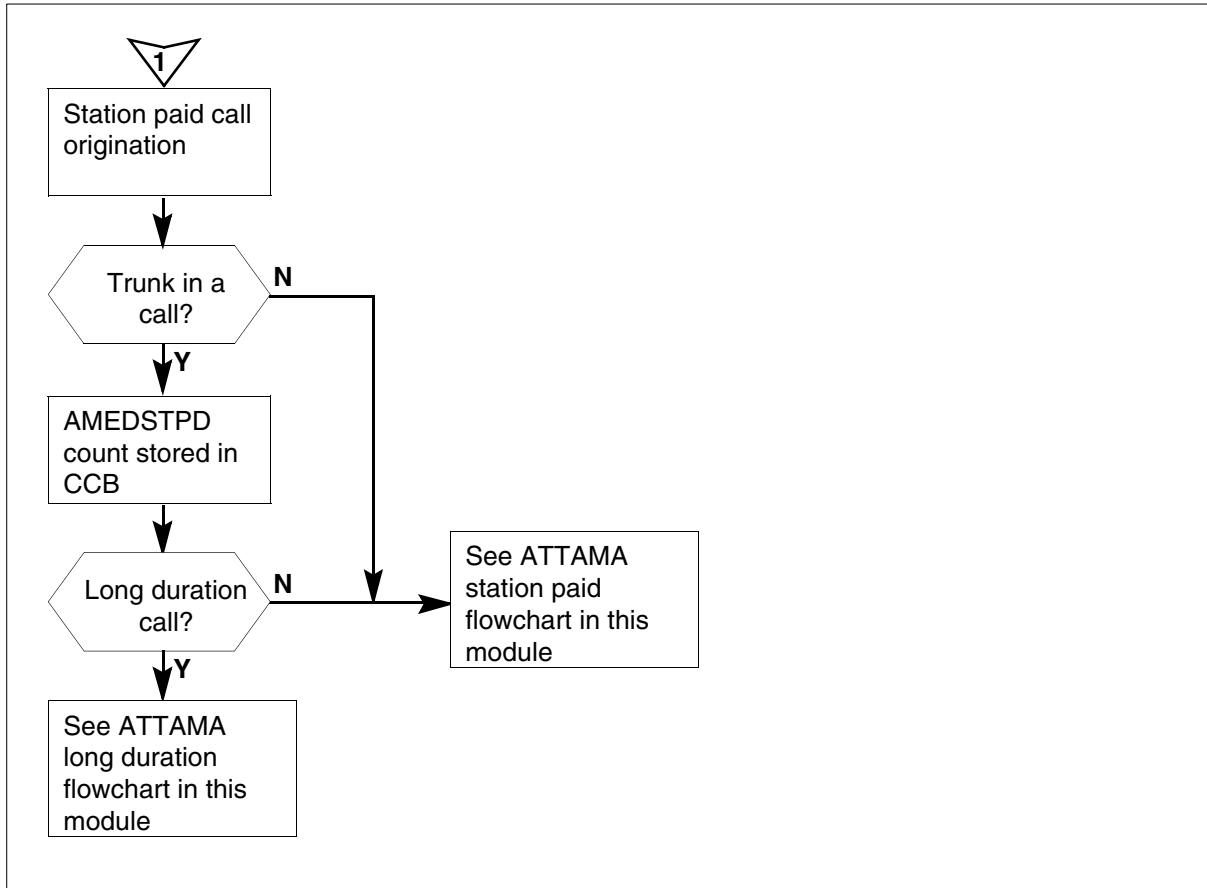 1
Station paid call
origination
Trunk in a
call?
N
Y
AMEDSTPD
count stored in
CCB
Long duration
call?
N
See ATTAMA
station paid
flowchart in this
module
Y
See ATTAMA
long duration
flowchart in this
module